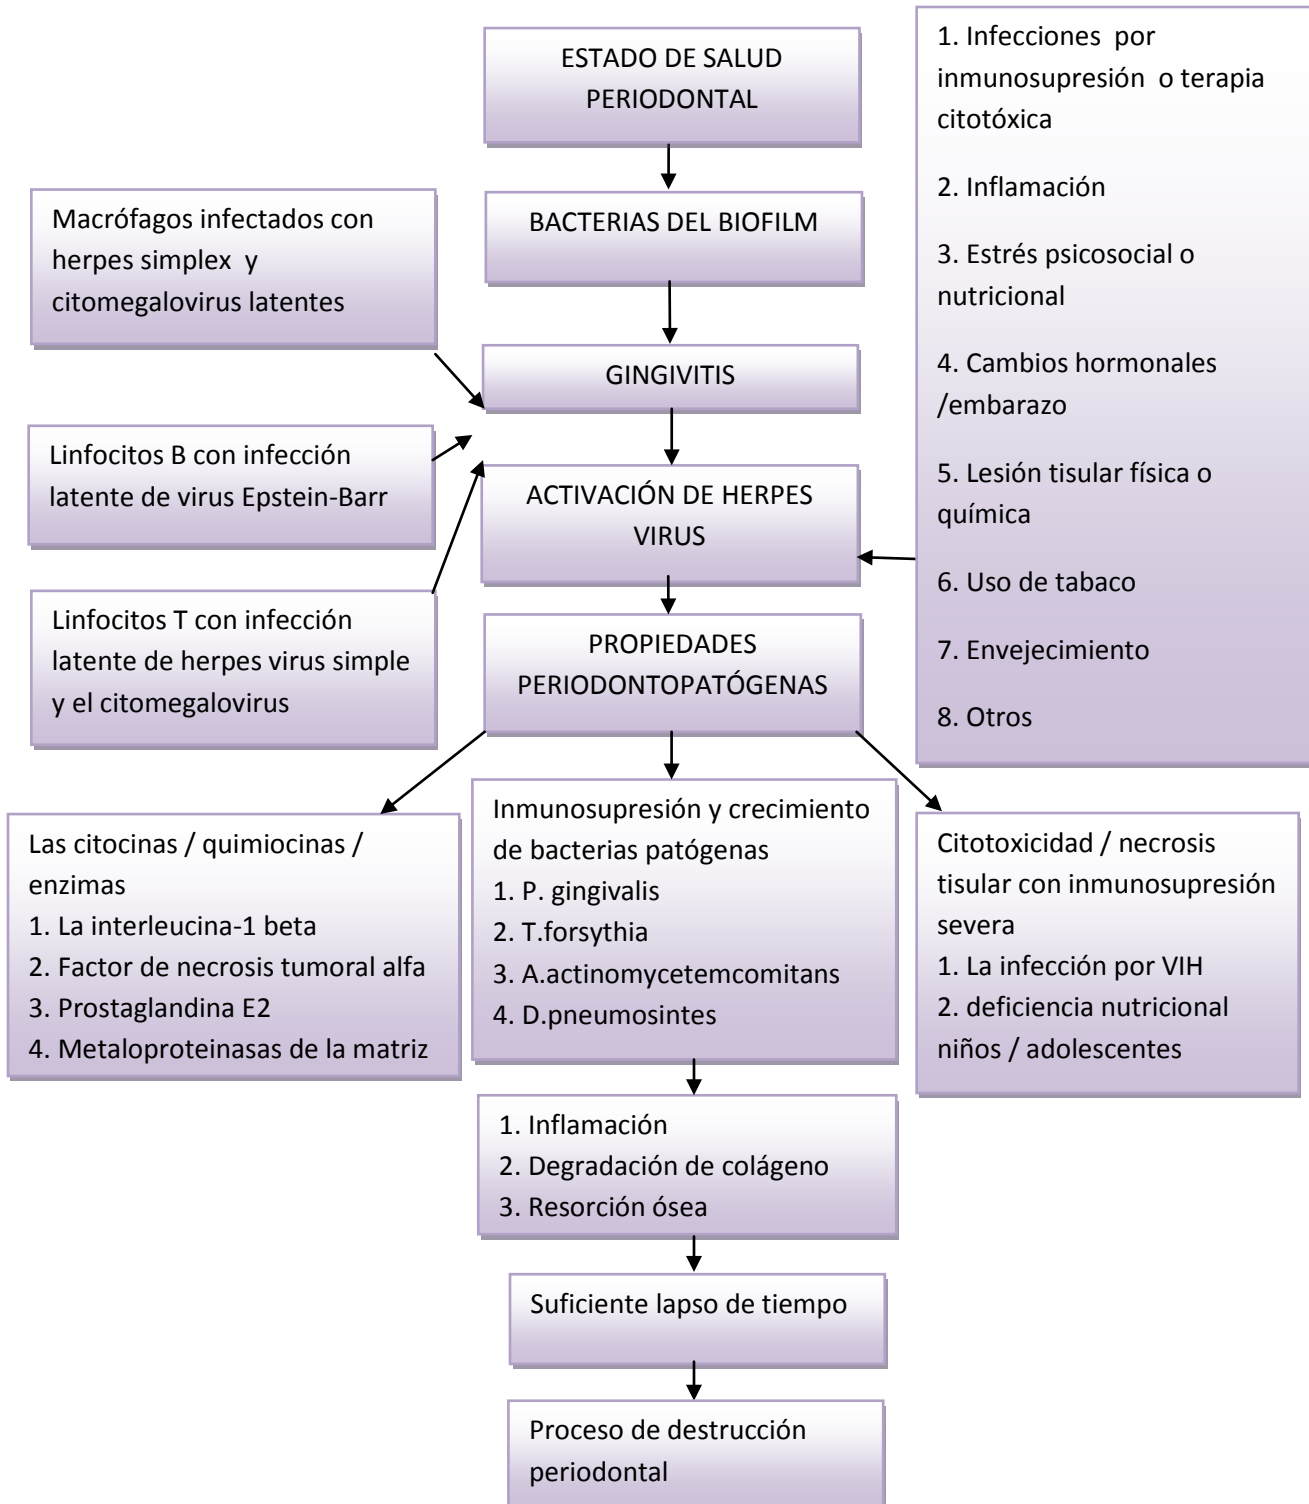 ESTADO DE SALUD
PERIODONTAL
BACTERIAS DEL BIOFILM
GINGIVITIS
Macrófagos infectados con
herpes simplex y
citomegalovirus latentes
Linfocitos B con infección
latente de virus Epstein-Barr
Linfocitos T con infección
latente de herpes virus simple
y el citomegalovirus
ACTIVACIÓN DE HERPES
VIRUS
1. Infecciones por
inmunosupresión o terapia
citotóxica
2. Inflamación
3. Estrés psicosocial o
nutricional
4. Cambios hormonales
/embarazo
5. Lesión tisular física o
química
6. Uso de tabaco
7. Envejecimiento
8. Otros
PROPIEDADES
PERIODONTOPATÓGENAS
Las citocinas / quimiocinas /
enzimas
1. La interleucina-1 beta
2. Factor de necrosis tumoral alfa
3. Prostaglandina E2
4. Metaloproteinasas de la matriz
Inmunosupresión y crecimiento
de bacterias patógenas
1. P. gingivalis
2. T.forsythia
3. A.actinomycetemcomitans
4. D.pneumosintes
Citotoxicidad / necrosis
tisular con inmunosupresión
severa
1. La infección por VIH
2. deficiencia nutricional
niños / adolescentes
1. Inflamación
2. Degradación de colágeno
3. Resorción ósea
Suficiente lapso de tiempo
Proceso de destrucción
periodontal